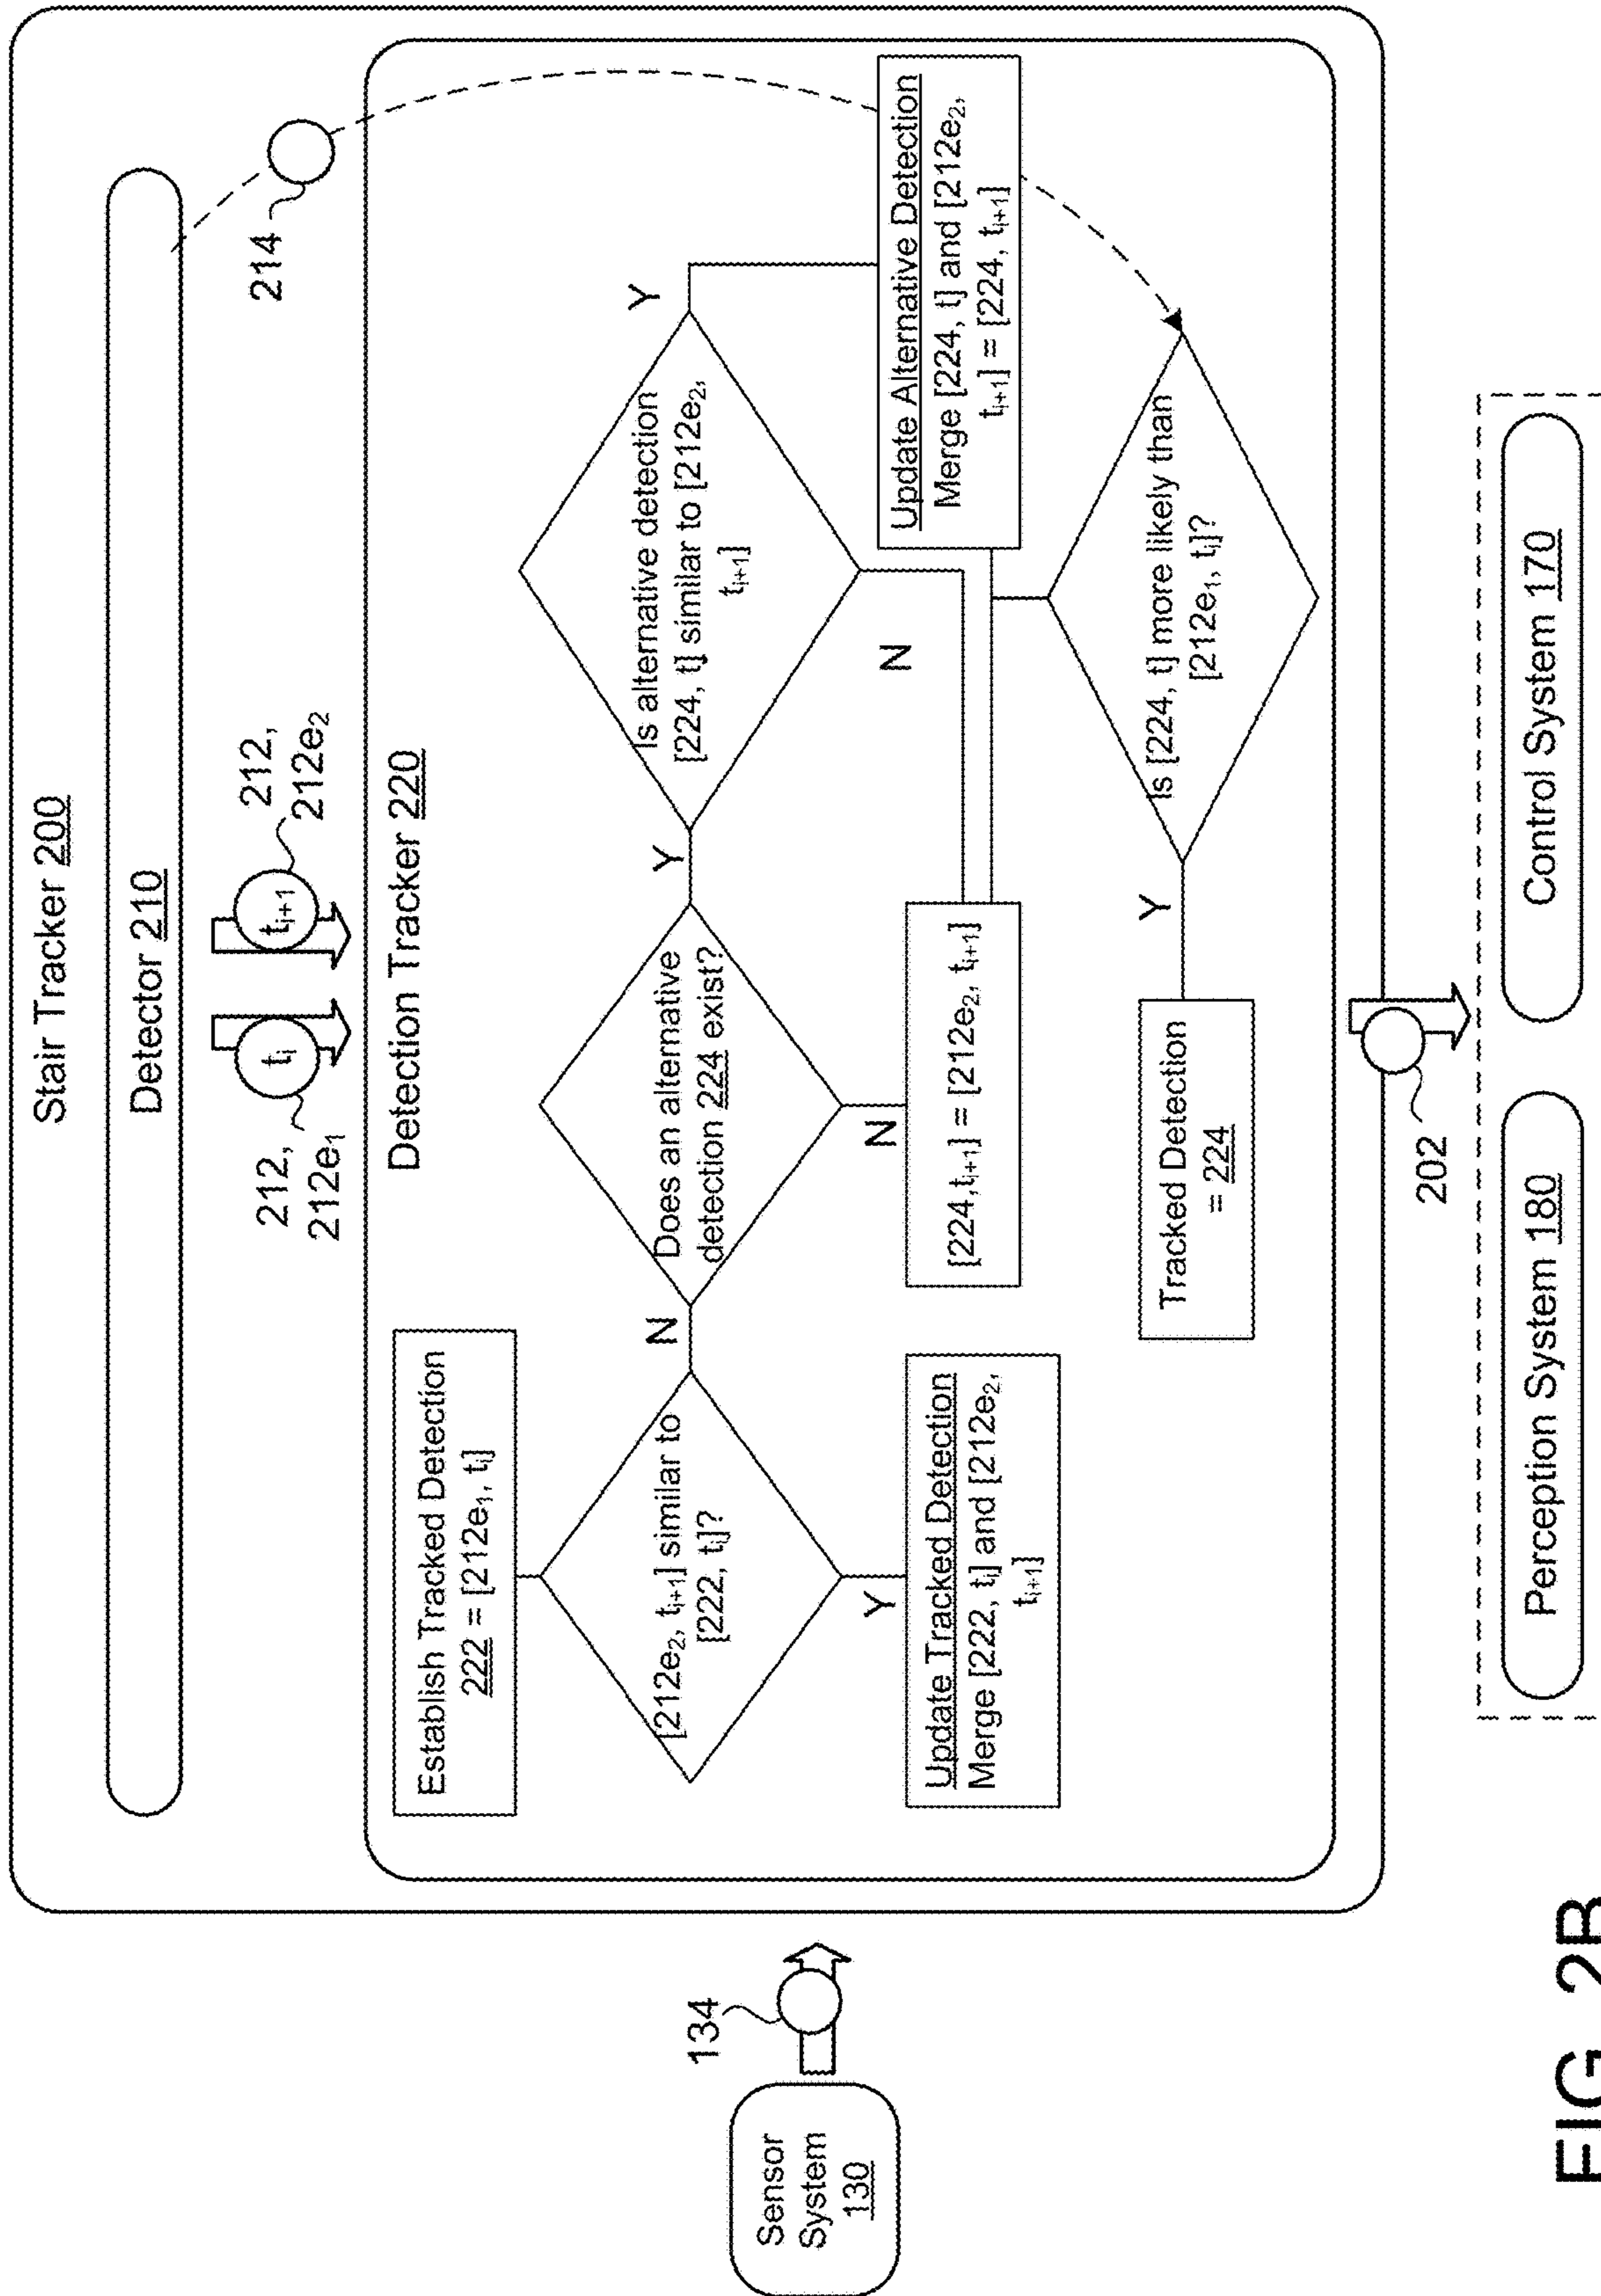 Stair Tracker 200
Detector 210
214
212,
212e₁
tᵢ
tᵢ₊₁
212,
212e₂
Detection Tracker 220
Establish Tracked Detection
222 = [212e₁, tᵢ]
[212e₂, tᵢ₊₁] similar to
[222, tᵢ]?
N
Y
Update Tracked Detection
Merge [222, tᵢ] and [212e₂,
tᵢ₊₁]
Does an alternative
detection 224 exist?
Y
N
[224,tᵢ₊₁] = [212e₂, tᵢ₊₁]
Is alternative detection
[224, t] similar to [212e₂,
tᵢ₊₁]
Y
N
Update Alternative Detection
Merge [224, t] and [212e₂,
tᵢ₊₁] = [224, tᵢ₊₁]
Is [224, t] more likely than
[212e₁, tᵢ]?
Y
Tracked Detection
= 224
Sensor
System
130
134
202
Perception System 180
Control System 170
FIG. 2B